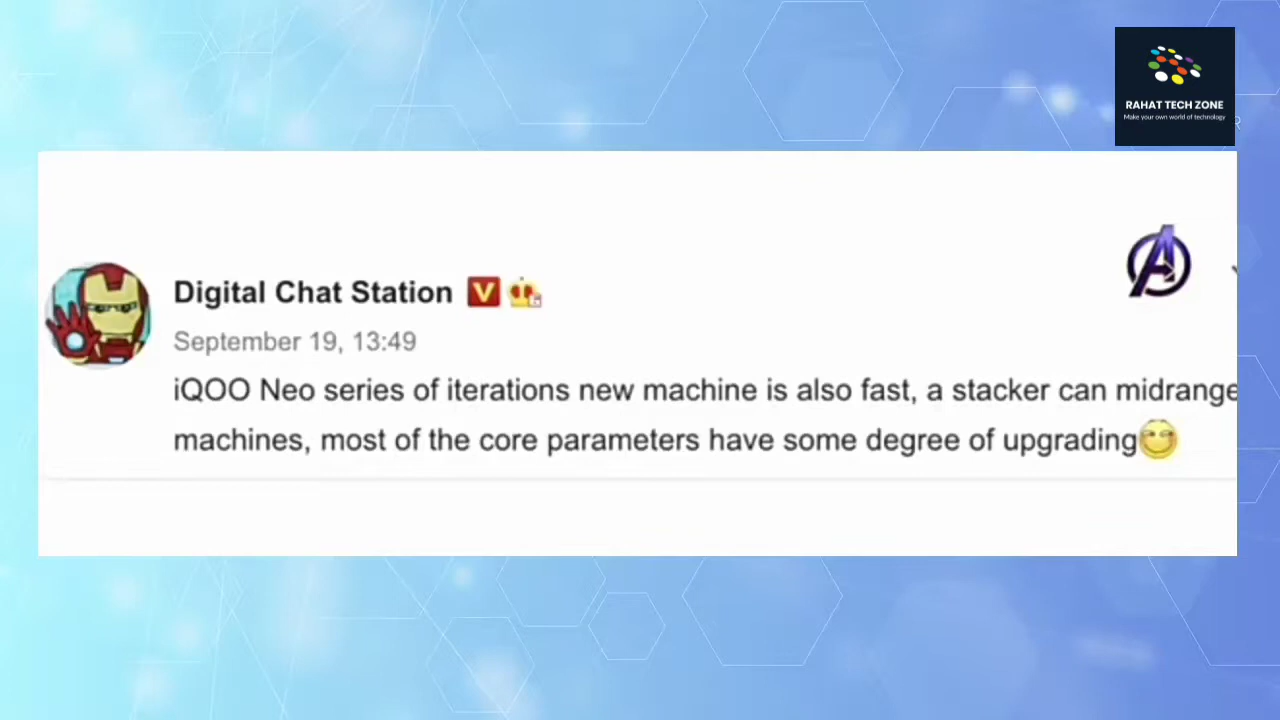 RAHAT TECH ZONE
Make your own world of technology
Digital Chat Station
September 19, 13:49
iQOO Neo series of iterations new machine is also fast, a stacker can midrange
machines, most of the core parameters have some degree of upgrading